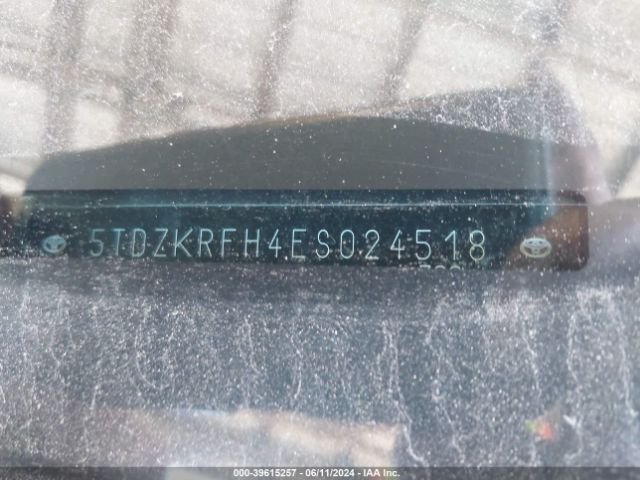 5TDZKRFH4ES024518
000-39615257 - 06/11/2024 - IAA Inc.